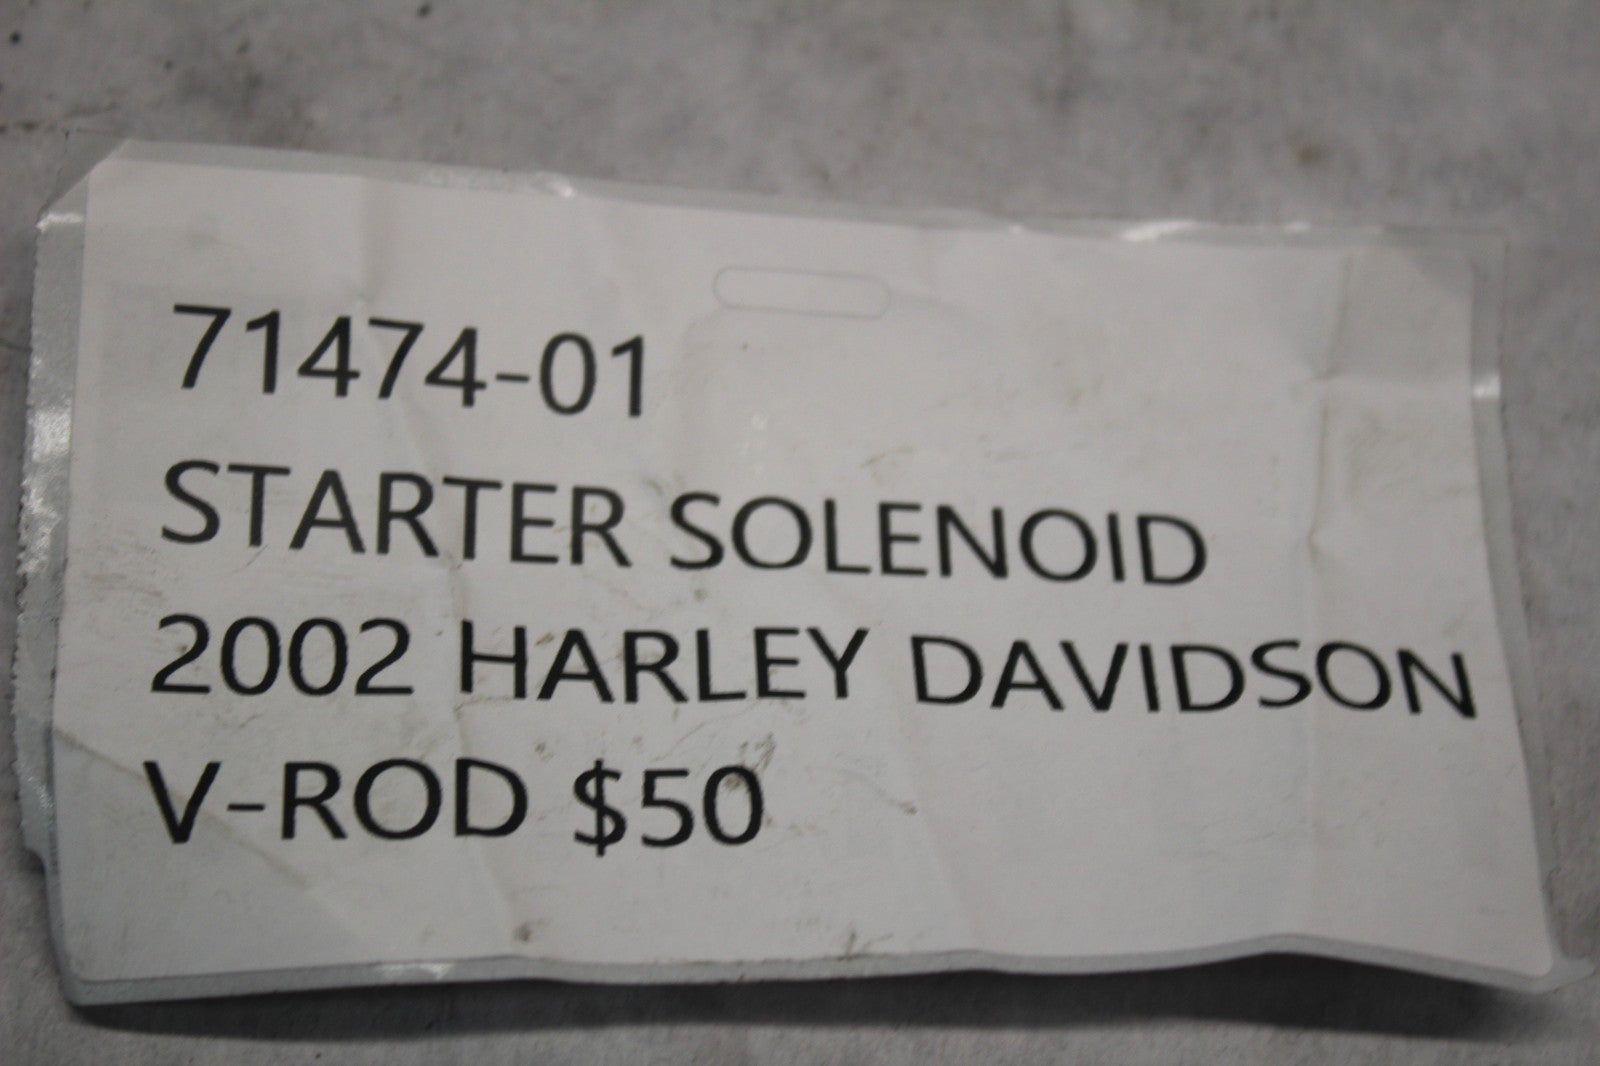 71474-01
STARTER SOLENOID
2002 HARLEY DAVIDSON
V-ROD $50